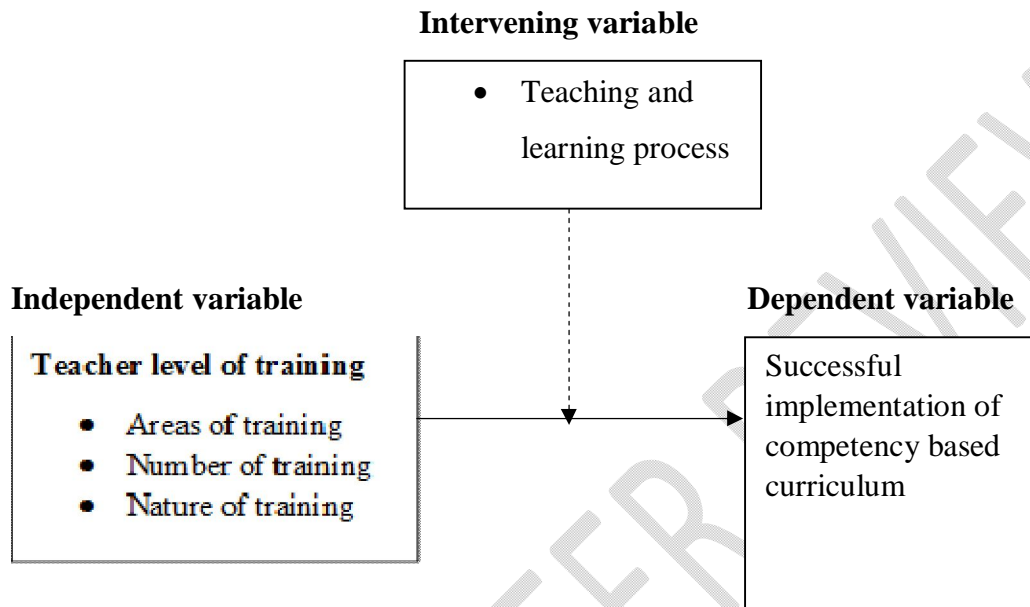 Intervening variable
• Teaching and
learning process
Independent variable
Teacher level of training
• Areas of training
• Number of training
• Nature of training
Dependent variable
Successful
implementation of
competency based
curriculum